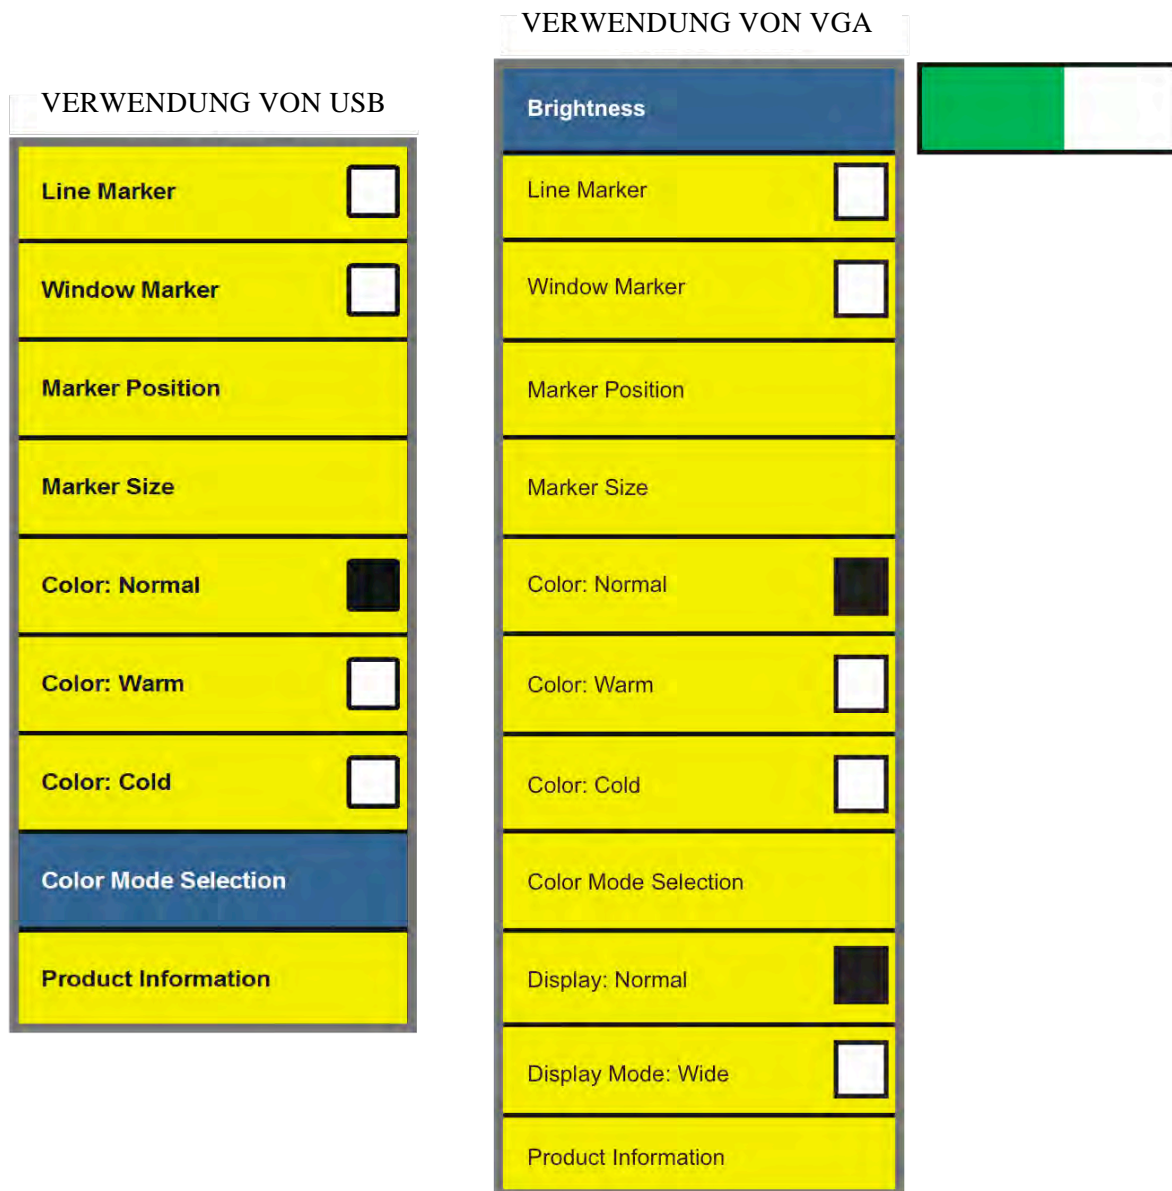 VERWENDUNG VON USB
Line Marker
Window Marker
Marker Position
Marker Size
Color: Normal
Color: Warm
Color: Cold
Color Mode Selection
Product Information
VERWENDUNG VON VGA
Brightness
Line Marker
Window Marker
Marker Position
Marker Size
Color: Normal
Color: Warm
Color: Cold
Color Mode Selection
Display: Normal
Display Mode: Wide
Product Information